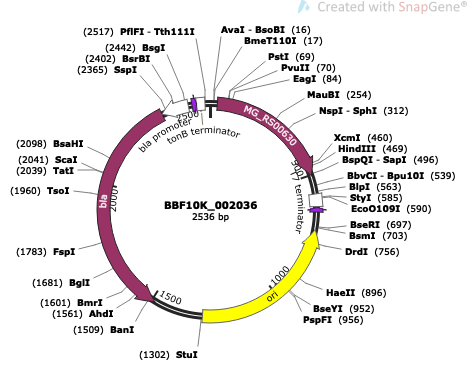 Created with SnapGene®
(2517) PflFI - Tth111I
(2442) BsgI
(2402) BsrBI
(2365) SspI
AvaI - BsoBI (16)
BmeT110I (17)
PstI (69)
PvuII (70)
EagI (84)
MauBI (254)
NspI - SphI (312)
XcmI (460)
HindIII (469)
BspQI - SapI (496)
BbvCI - Bpu10I (539)
BlpI (563)
StyI (585)
EcoO109I (590)
BseRI (697)
BsmI (703)
DrdI (756)
HaeII (896)
BseYI (952)
PspFI (956)
(2098) BsaHI
(2041) ScaI
(2039) TatI
(1960) TsoI
(1783) FspI
(1681) BglI
(1601) BmrI
(1561) AhdI
(1509) BanI
(1302) StuI
bla promoter
tonB terminator
MG_RS00630
T7 terminator
ori
bla
500
1000
1500
2000
2500
BBF10K_002036
2536 bp